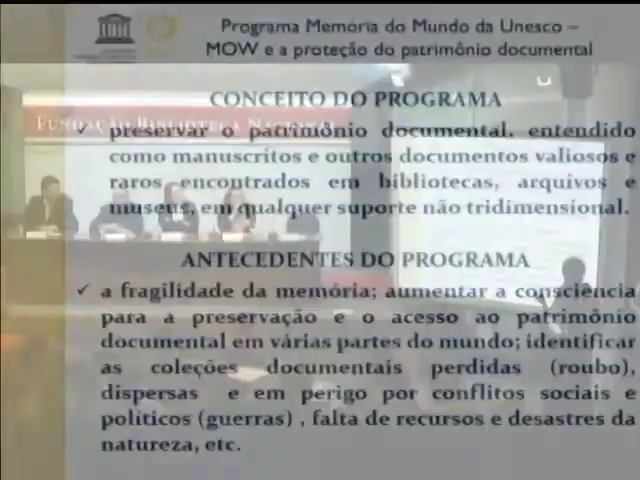 Programa Memória do Mundo da Unesco –
MOW e a proteção do patrimônio documental
CONCEITO DO PROGRAMA
FUNDAÇÃO BIBLIOTECA NACIONAL
✓ preservar o patrimônio documental, entendido
como manuscritos e outros documentos valiosos e
raros encontrados em bibliotecas, arquivos e
museus, em qualquer suporte não tridimensional.
ANTECEDENTES DO PROGRAMA
✓ a fragilidade da memória; aumentar a consciência
para a preservação e o acesso ao patrimônio
documental em várias partes do mundo; identificar
as coleções documentais perdidas (roubo),
dispersas e em perigo por conflitos sociais e
políticos (guerras) , falta de recursos e desastres da
natureza, etc.